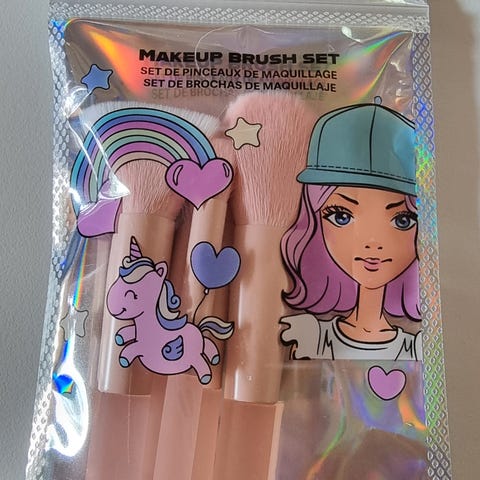 MAKEUP BRUSH SET
SET DE PINCEAUX DE MAQUILLAGE
SET DE BROCHAS DE MAQUILLAJE